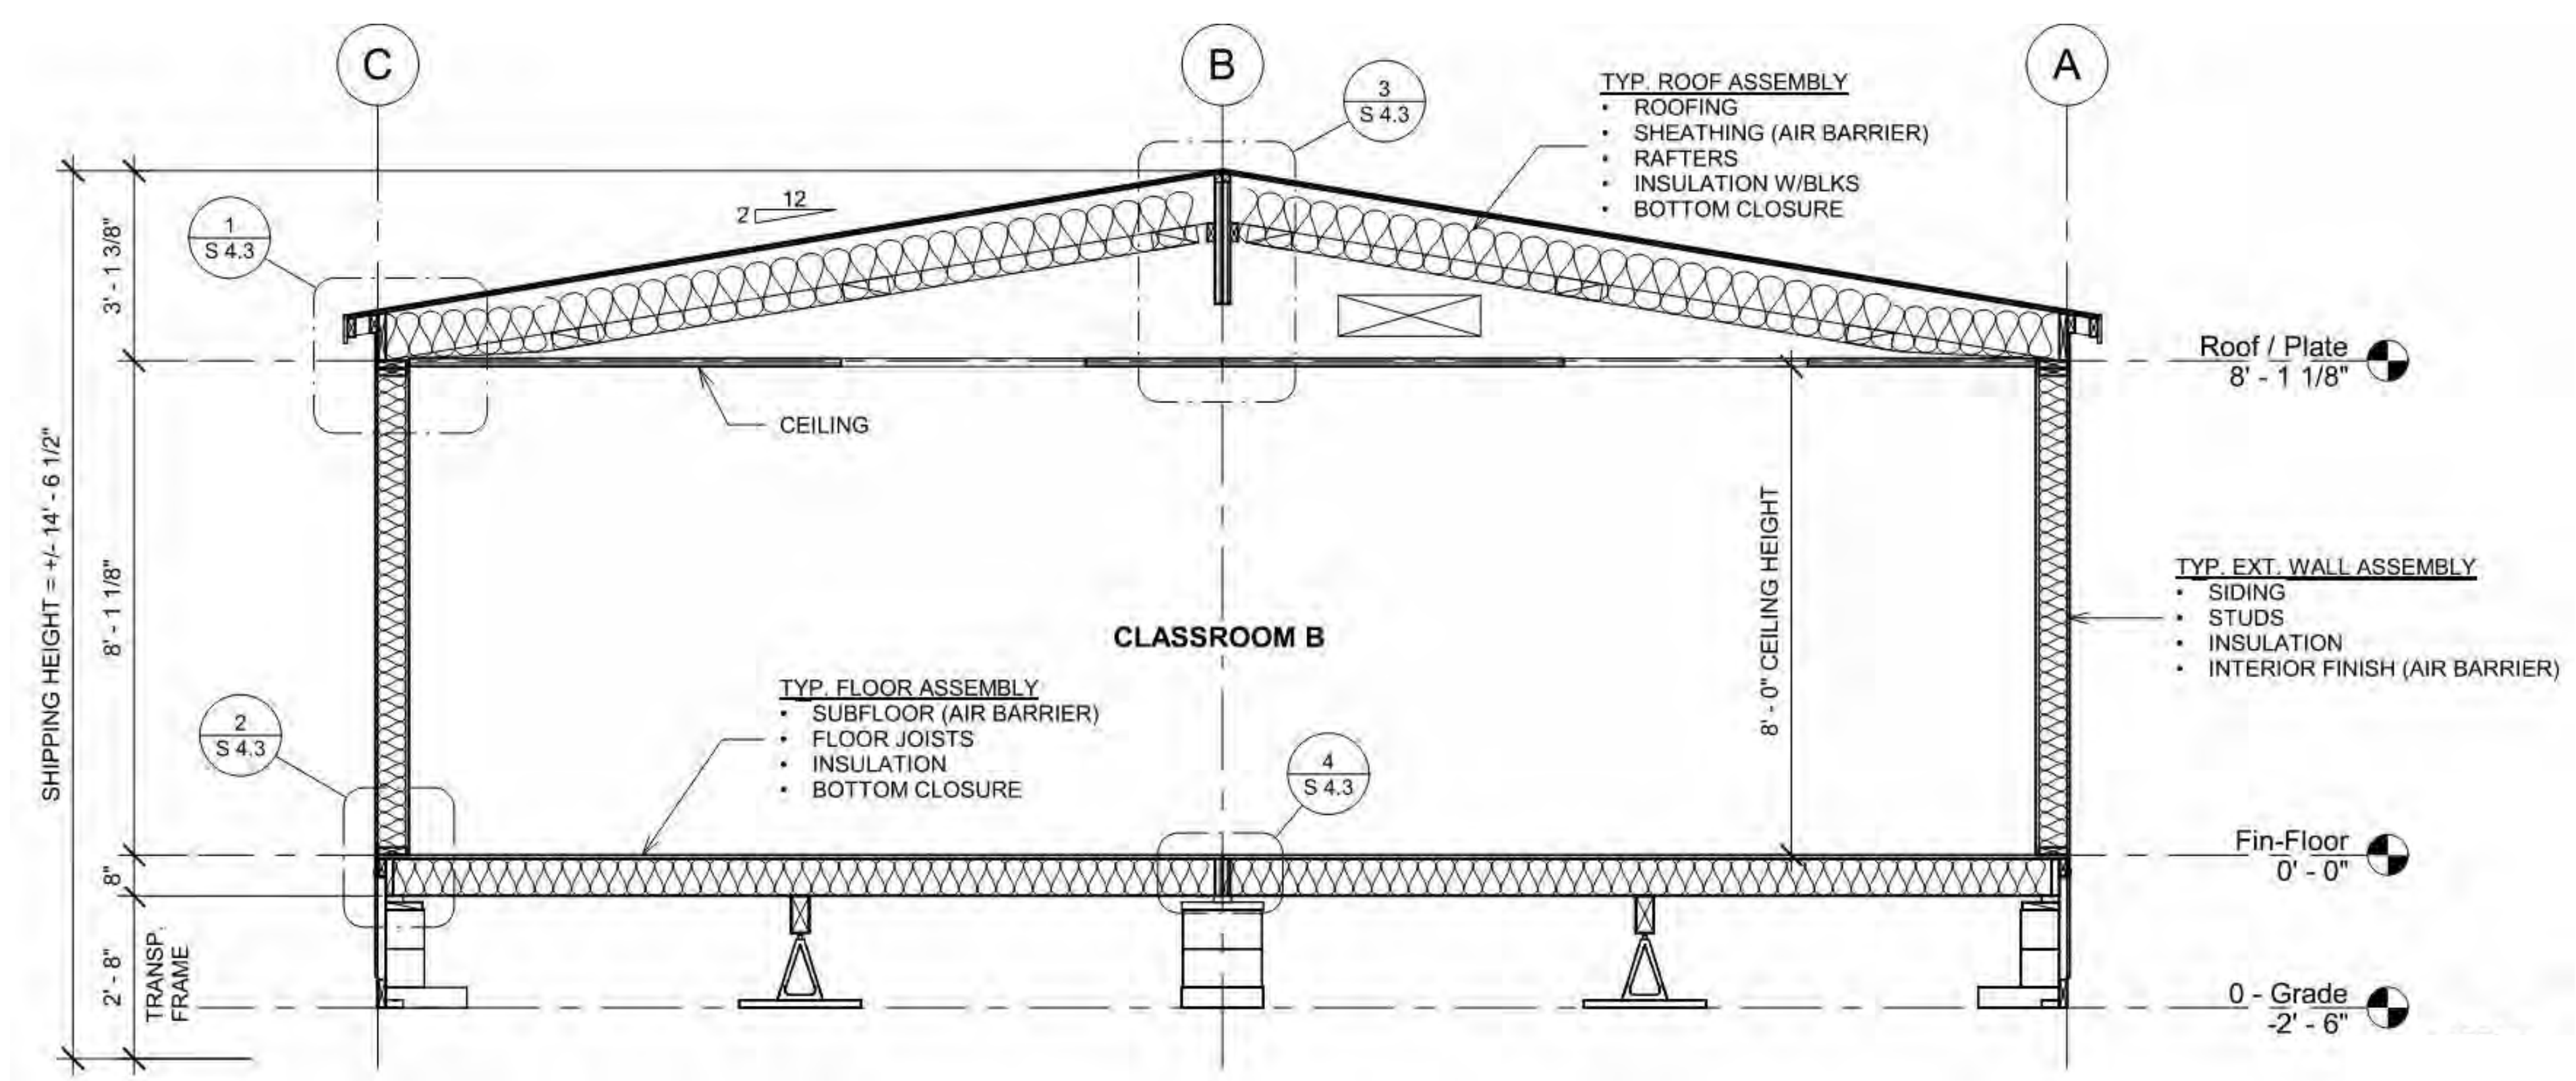 C
B
A
3
S 4.3
TYP. ROOF ASSEMBLY
• ROOFING
• SHEATHING (AIR BARRIER)
• RAFTERS
• INSULATION W/BLKS
• BOTTOM CLOSURE
1
S 4.3
2
12
3' - 1 3/8"
Roof / Plate
8' - 1 1/8"
CEILING
SHIPPING HEIGHT = +/- 14' - 6 1/2"
8' - 1 1/8"
8' - 0" CEILING HEIGHT
TYP. EXT. WALL ASSEMBLY
• SIDING
• STUDS
• INSULATION
• INTERIOR FINISH (AIR BARRIER)
CLASSROOM B
TYP. FLOOR ASSEMBLY
• SUBFLOOR (AIR BARRIER)
• FLOOR JOISTS
• INSULATION
• BOTTOM CLOSURE
2
S 4.3
4
S 4.3
Fin-Floor
0' - 0"
8"
2' - 8"
TRANSP.
FRAME
0 - Grade
-2' - 6"